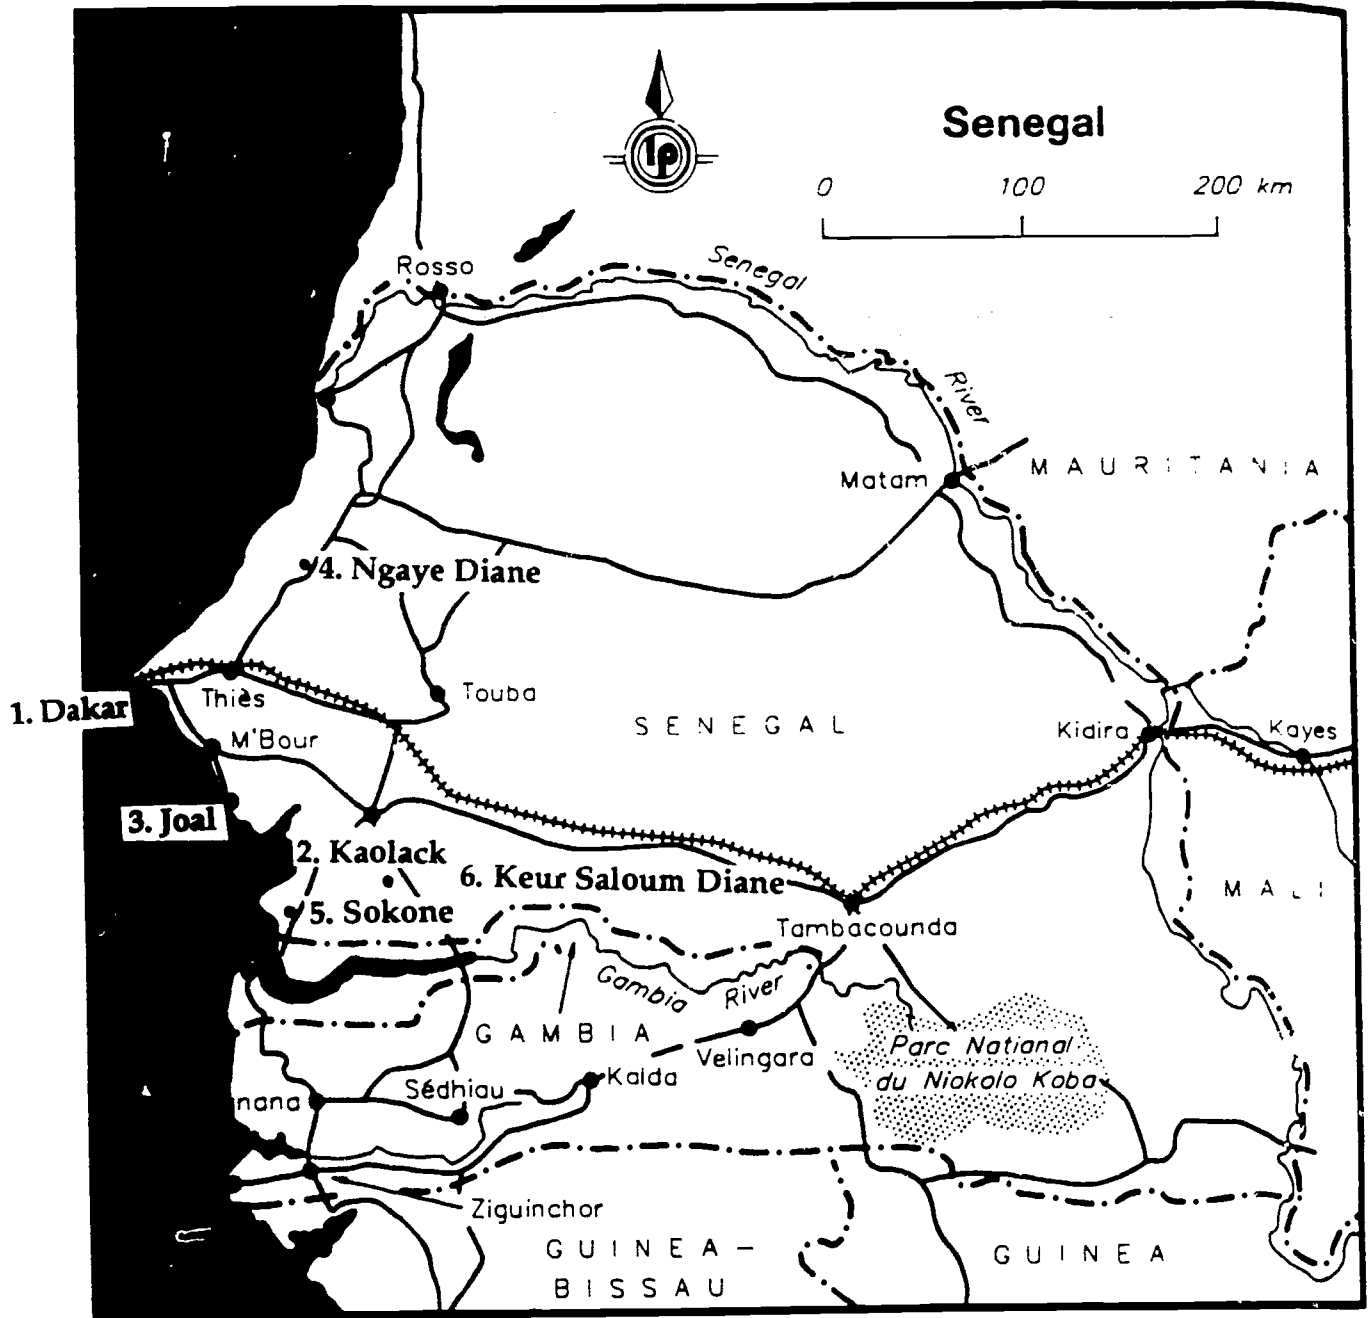 Senegal
lp
0 100 200 km
Rosso
Senegal
River
MAURITANIA
Matam
4. Ngaye Diane
Touba
Thiès
1. Dakar
SENEGAL
M'Bour
Kidira
Kayes
3. Joal
2. Kaolack
6. Keur Saloum Diane
MALI
5. Sokone
Tambacounda
Gambia
River
GAMBIA
Velingara
Parc National
du Niokolo Koba
Kolda
Sédhiou
nona
Ziguinchor
GUINEA-
BISSAU
GUINEA